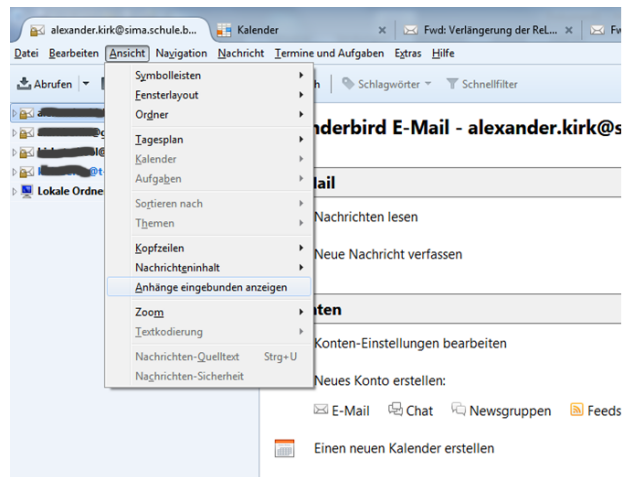 alexander.kirk@sima.schule.b...
Kalender
Fwd: Verlängerung der ReL...
Fw
Datei Bearbeiten Ansicht Navigation Nachricht Termine und Aufgaben Extras Hilfe
Abrufen
h
Schlagwörter
Schnellfilter
Lokale Ordne
Symbolleisten
Fensterlayout
Ordner
Tagesplan
Kalender
Aufgaben
Sortieren nach
Themen
Kopfzeilen
Nachrichteninhalt
Anhänge eingebunden anzeigen
Zoom
Textkodierung
Nachrichten-Quelltext Strg+U
Nachrichten-Sicherheit
nderbird E-Mail - alexander.kirk@s
ail
Nachrichten lesen
Neue Nachricht verfassen
ten
Konten-Einstellungen bearbeiten
Neues Konto erstellen:
E-Mail Chat Newsgruppen Feeds
Einen neuen Kalender erstellen